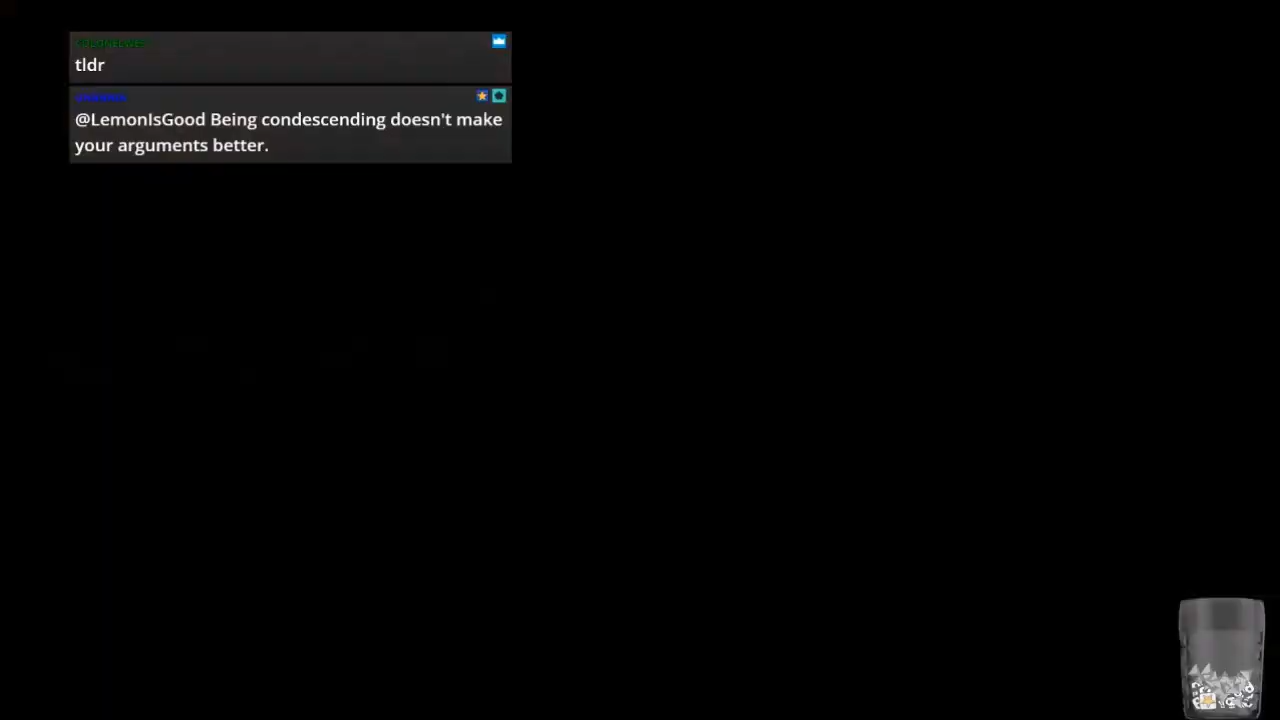 tldr
@LemonIsGood Being condescending doesn't make
your arguments better.